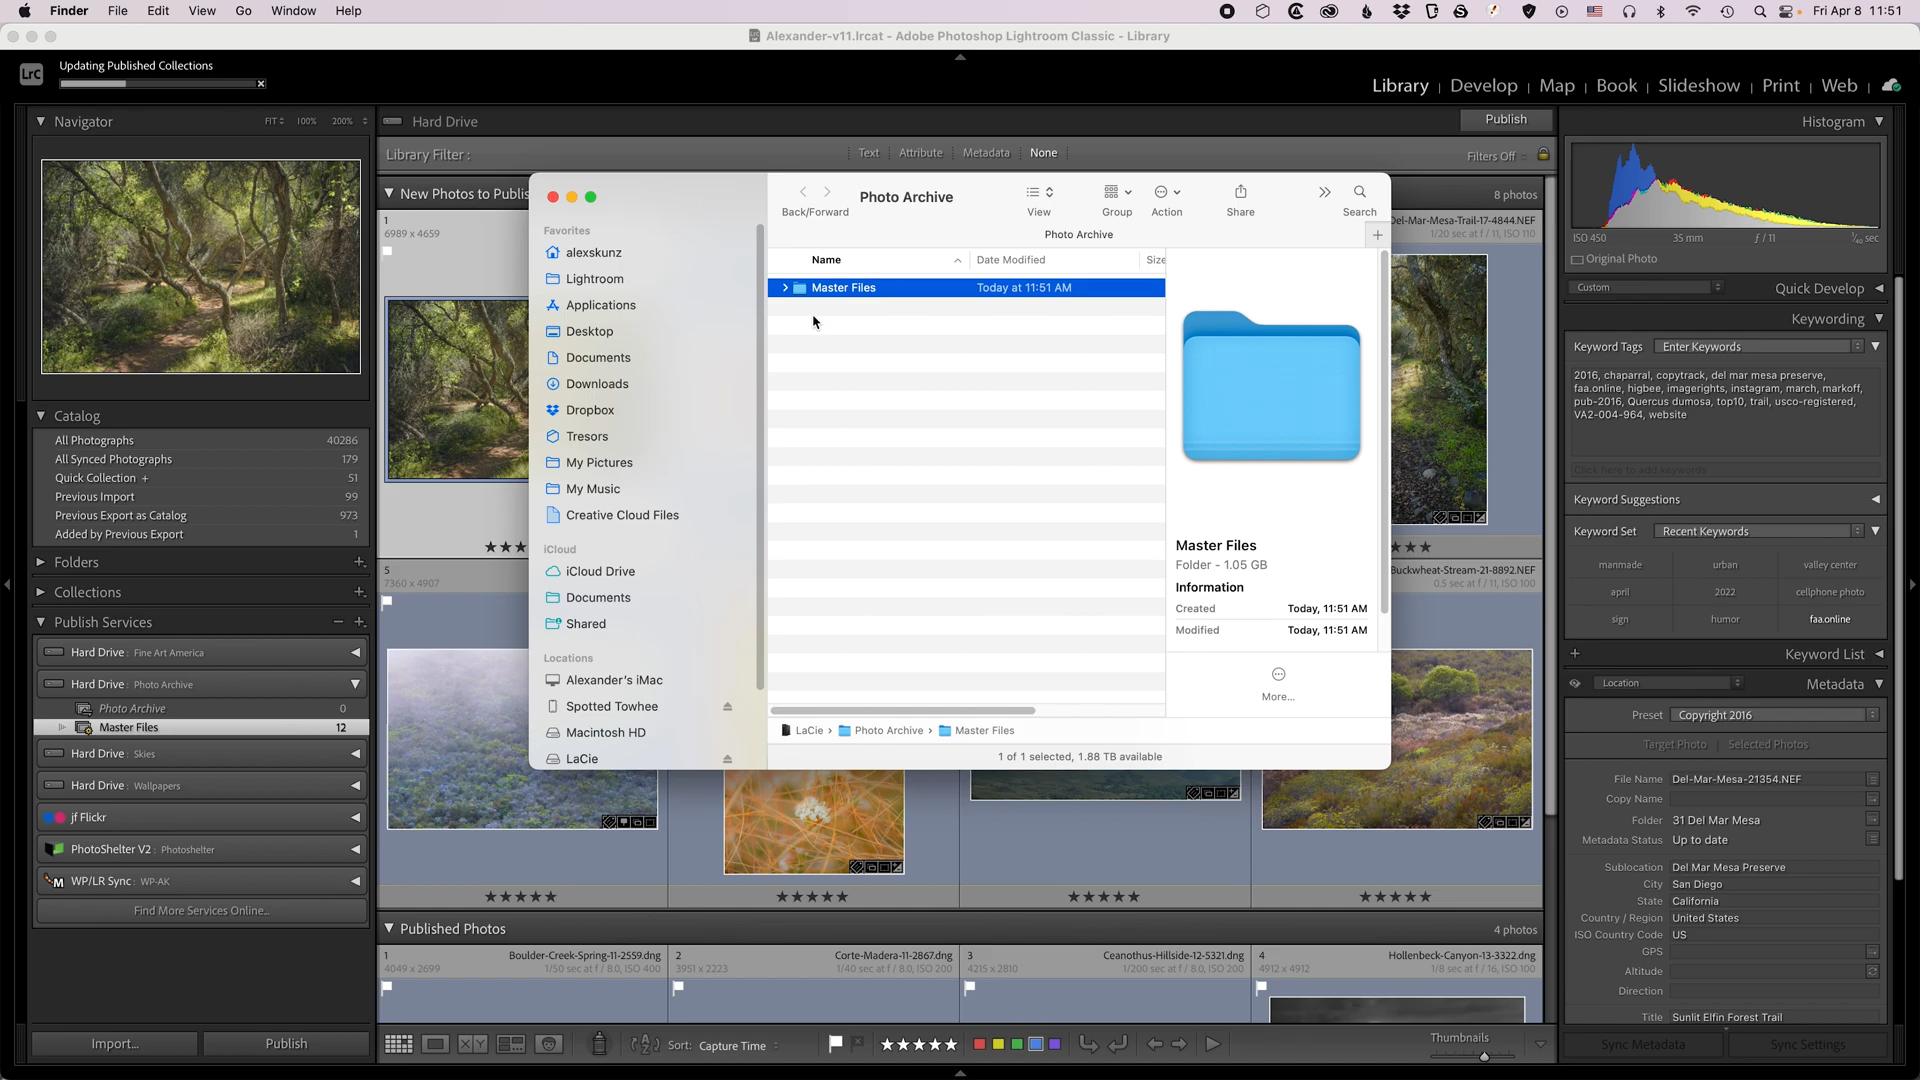 Finder File Edit View Go Window Help Fri Apr 8 11:51
Alexander-v11.lrcat - Adobe Photoshop Lightroom Classic - Library
LrC
Updating Published Collections
Library | Develop | Map | Book | Slideshow | Print | Web
Navigator FIT 100% 200%
Catalog
All Photographs 40286
All Synced Photographs 179
Quick Collection + 51
Previous Import 99
Previous Export as Catalog 973
Added by Previous Export 1
Folders
Collections
Publish Services
Hard Drive : Fine Art America
Hard Drive : Photo Archive
Photo Archive 0
Master Files 12
Hard Drive : Skies
Hard Drive : Wallpapers
jf Flickr
PhotoShelter V2 : Photoshelter
WP/LR Sync : WP-AK
Find More Services Online...
Import... Publish
Hard Drive Publish
Library Filter : Text Attribute Metadata None Filters Off
New Photos to Publis 8 photos
1
6989 x 4659
Del-Mar-Mesa-Trail-17-4844.NEF
1/20 sec at f / 11, ISO 110
5
7360 x 4907
Buckwheat-Stream-21-8892.NEF
0.5 sec at f / 11, ISO 100
Photo Archive
Back/Forward View Group Action Share Search
Photo Archive
Favorites
alexskunz
Lightroom
Applications
Desktop
Documents
Downloads
Dropbox
Tresors
My Pictures
My Music
Creative Cloud Files
iCloud
iCloud Drive
Documents
Shared
Locations
Alexander's iMac
Spotted Towhee
Macintosh HD
LaCie
Name Date Modified Size
Master Files Today at 11:51 AM
Master Files
Folder - 1.05 GB
Information
Created Today, 11:51 AM
Modified Today, 11:51 AM
More...
LaCie › Photo Archive › Master Files
1 of 1 selected, 1.88 TB available
Published Photos 4 photos
1 Boulder-Creek-Spring-11-2559.dng
4049 x 2699 1/50 sec at f / 8.0, ISO 400
2 Corte-Madera-11-2867.dng
3951 x 2223 1/40 sec at f / 8.0, ISO 200
3 Ceanothus-Hillside-12-5321.dng
4215 x 2810 1/200 sec at f / 8.0, ISO 200
4 Hollenbeck-Canyon-13-3322.dng
4912 x 4912 1/8 sec at f / 16, ISO 100
Sort: Capture Time Thumbnails
Histogram
ISO 450 35 mm f / 11 1/40 sec
Original Photo
Custom Quick Develop
Keywording
Keyword Tags Enter Keywords
2016, chaparral, copytrack, del mar mesa preserve,
faa.online, higbee, imagerights, instagram, march, markoff,
pub-2016, Quercus dumosa, top10, trail, usco-registered,
VA2-004-964, website
Click here to add keywords
Keyword Suggestions
Keyword Set Recent Keywords
manmade urban valley center
april 2022 cellphone photo
sign humor faa.online
+ Keyword List
Location Metadata
Preset Copyright 2016
Target Photo | Selected Photos
File Name Del-Mar-Mesa-21354.NEF
Copy Name
Folder 31 Del Mar Mesa
Metadata Status Up to date
Sublocation Del Mar Mesa Preserve
City San Diego
State California
Country / Region United States
ISO Country Code US
GPS
Altitude
Direction
Title Sunlit Elfin Forest Trail
Sync Metadata Sync Settings